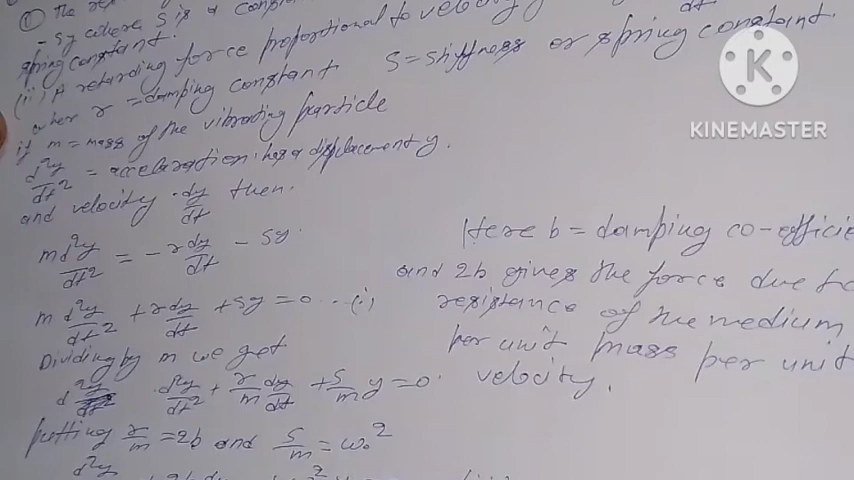 ① The
- Sy where S is a
spring constant.
(ii) A retarding force proportional to velocity
dt
where r = damping constant S = stiffness or spring constant.
if m = mass of the vibrating particle
d²y/dt² = acceleration has a displacement y.
and velocity dy/dt then.
m d²y/dt² = - r dy/dt - Sy.
m d²y/dt² + r dy/dt + Sy = 0 ... (i)
Dividing by m we get
d²y/dt² + r/m dy/dt + S/m y = 0.
putting r/m = 2b and S/m = ω₀²
d²y
Here b = damping co-efficie
and 2b gives the force due to
resistance of the medium
per unit mass per unit
velocity.
K
KINEMASTER